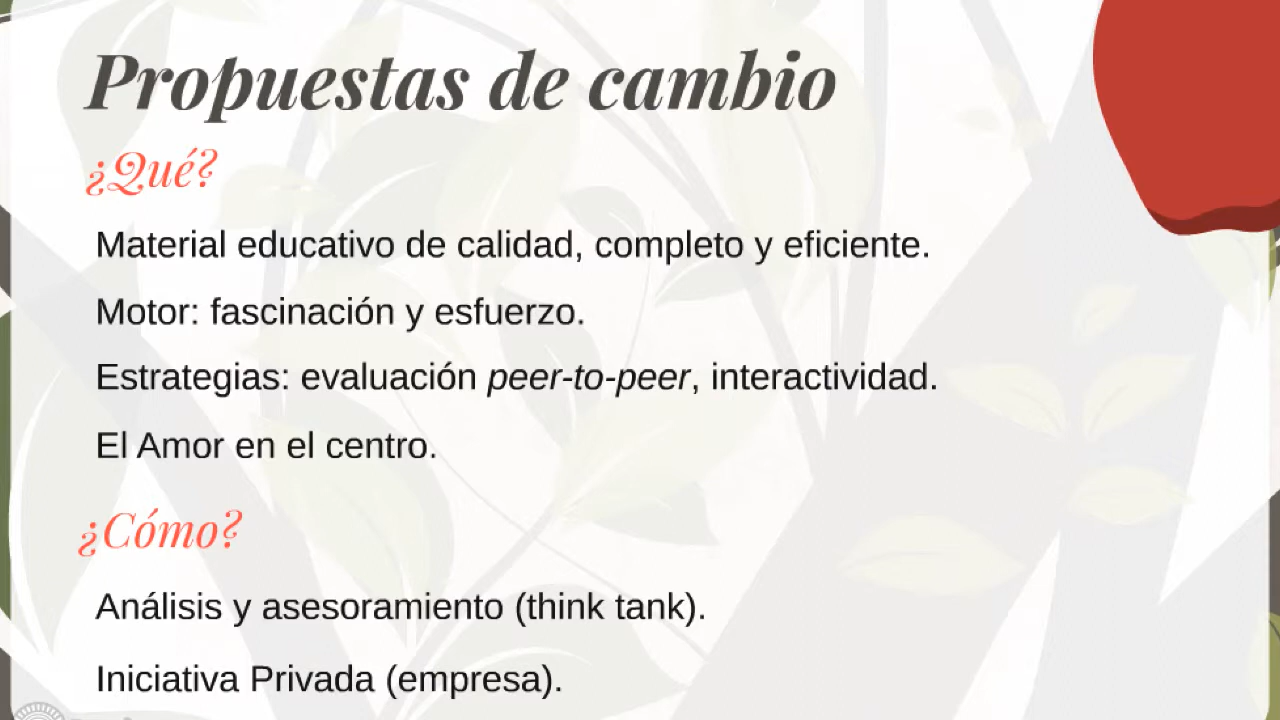 Propuestas de cambio
¿Qué?
Material educativo de calidad, completo y eficiente.
Motor: fascinación y esfuerzo.
Estrategias: evaluación peer-to-peer, interactividad.
El Amor en el centro.
¿Cómo?
Análisis y asesoramiento (think tank).
Iniciativa Privada (empresa).